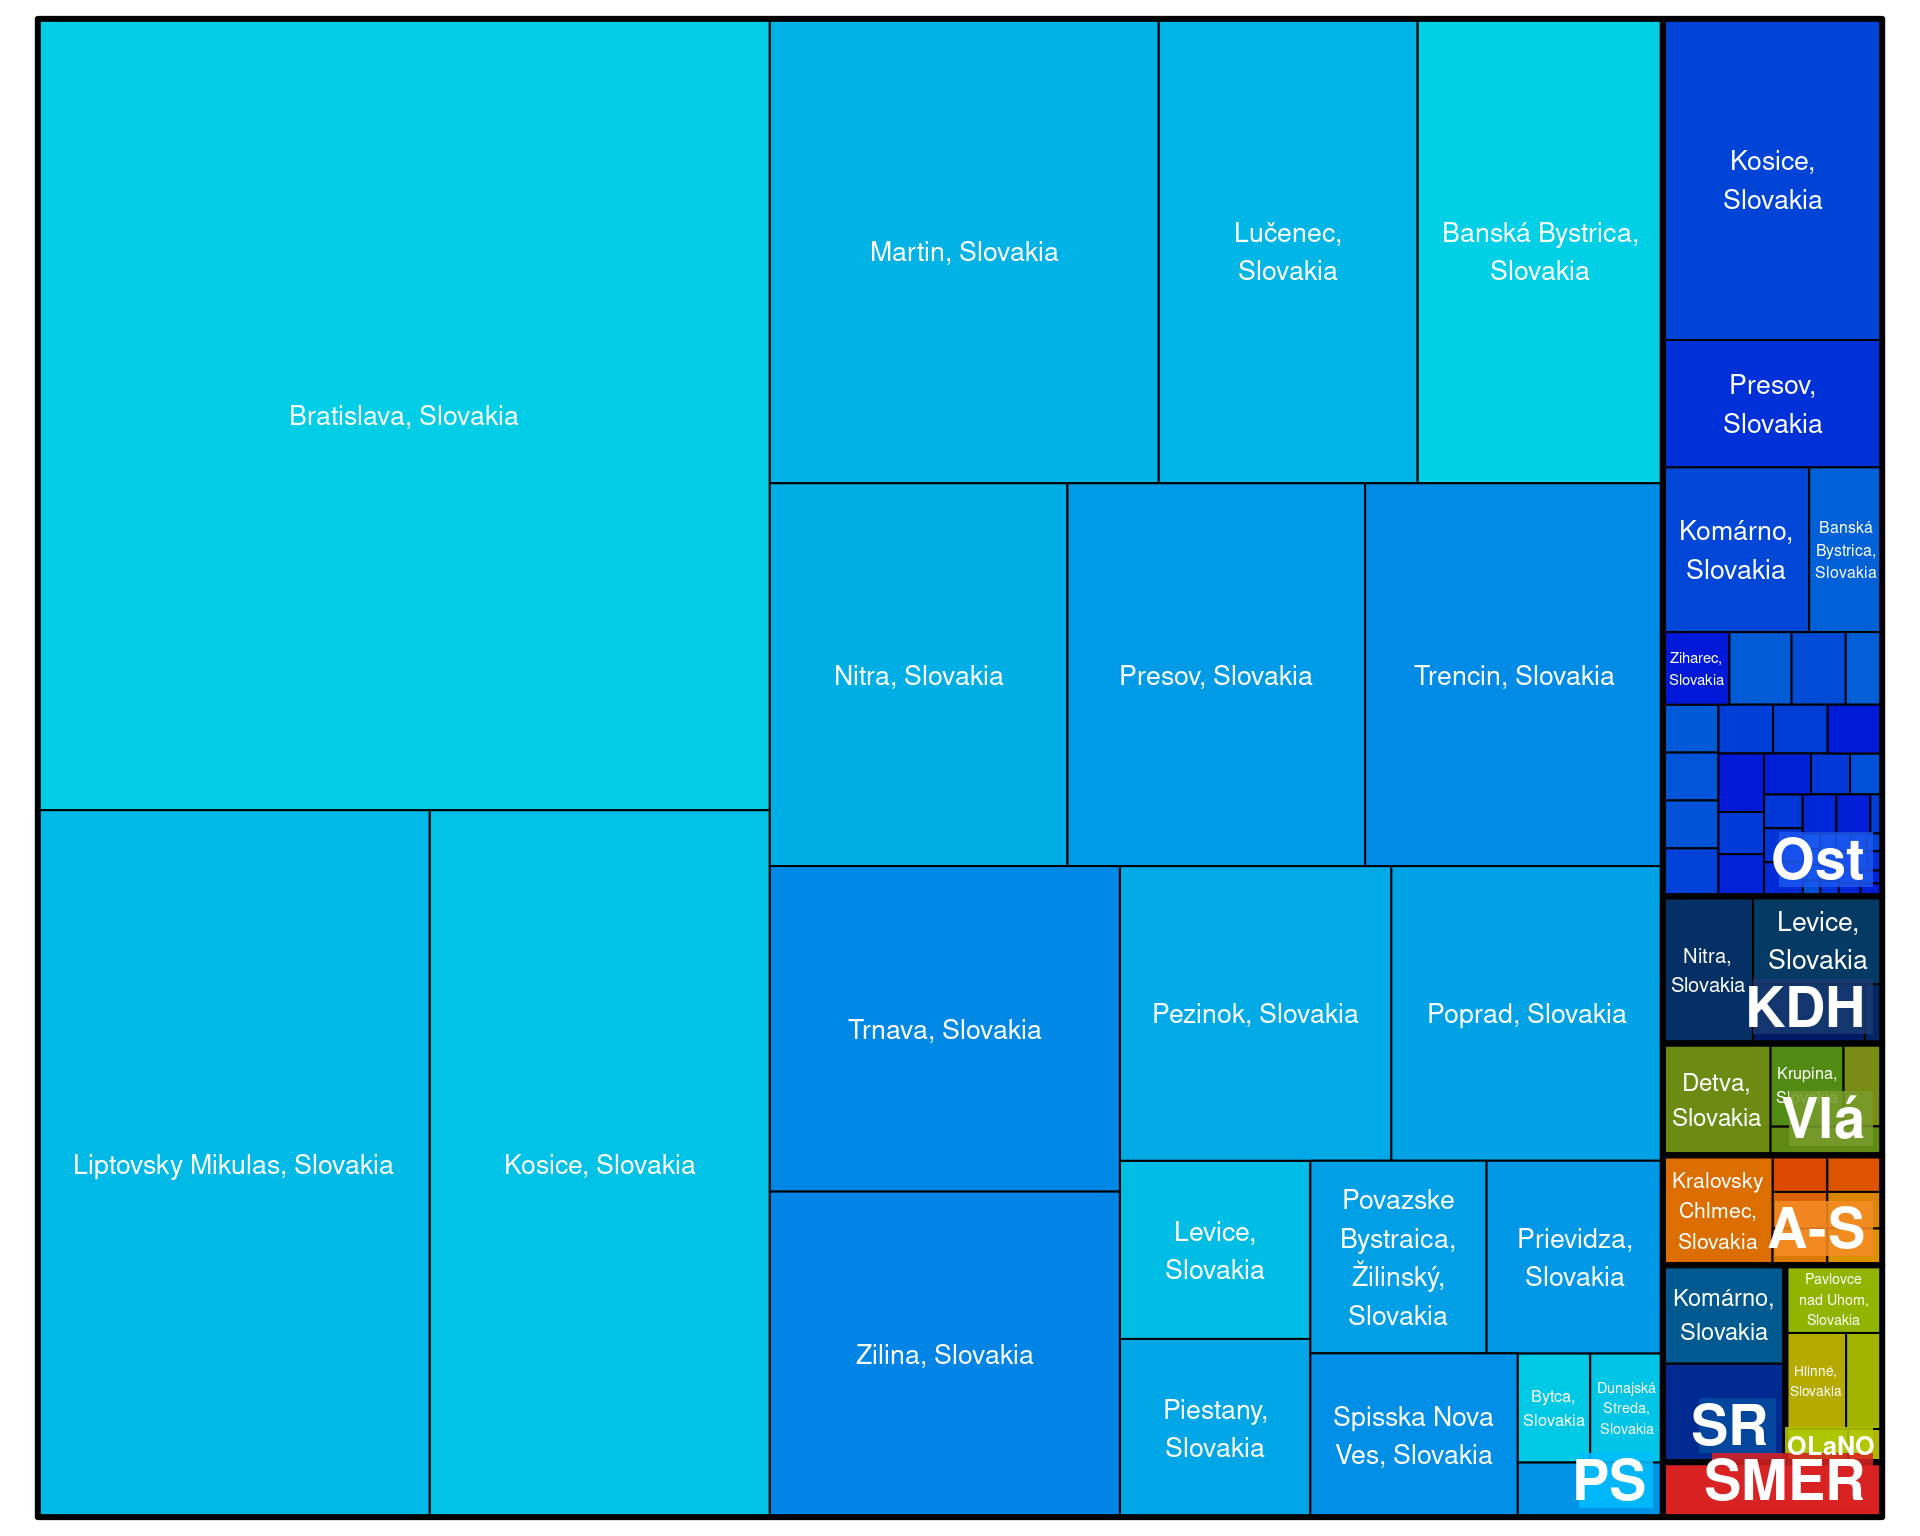 Bratislava, Slovakia
Liptovsky Mikulas, Slovakia
Kosice, Slovakia
Martin, Slovakia
Lučenec,
Slovakia
Banská Bystrica,
Slovakia
Nitra, Slovakia
Presov, Slovakia
Trencin, Slovakia
Trnava, Slovakia
Zilina, Slovakia
Pezinok, Slovakia
Poprad, Slovakia
Levice,
Slovakia
Piestany,
Slovakia
Povazske
Bystraica,
Žilinský,
Slovakia
Prievidza,
Slovakia
Spisska Nova
Ves, Slovakia
Bytca,
Slovakia
Dunajská
Streda,
Slovakia
PS
Kosice,
Slovakia
Presov,
Slovakia
Komárno,
Slovakia
Banská
Bystrica,
Slovakia
Ziharec,
Slovakia
Ost
Nitra,
Slovakia
Levice,
Slovakia
KDH
Detva,
Slovakia
Krupina,
Slovakia
Vlá
Kralovsky
Chlmec,
Slovakia
A-S
Komárno,
Slovakia
SR
Pavlovce
nad Uhom,
Slovakia
Hlinné,
Slovakia
OLaNO
SMER